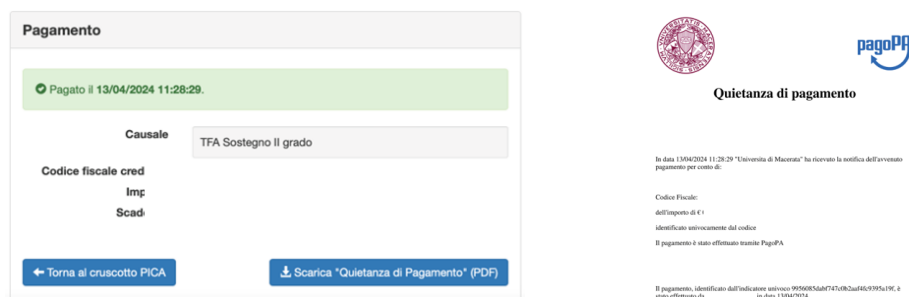 Pagamento
Pagato il 13/04/2024 11:28:29.
Causale
TFA Sostegno II grado
Codice fiscale cred
Imp
Scad
Torna al cruscotto PICA
Scarica "Quietanza di Pagamento" (PDF)
pagoPA
Quietanza di pagamento
In data 13/04/2024 11:28:29 "Universita di Macerata" ha ricevuto la notifica dell'avvenuto
pagamento per conto di:
Codice Fiscale:
dell'importo di €
identificato univocamente dal codice
Il pagamento è stato effettuato tramite PagoPA
Il pagamento, identificato dall'indicatore univoco è
stato effettuato da in data 13/04/2024